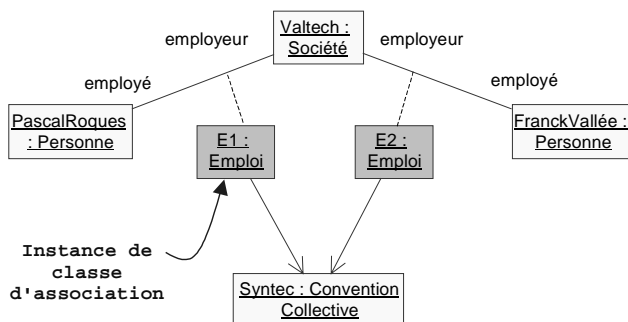 Valtech :
Société
employeur
employeur
employé
employé
PascalRoques
: Personne
E1 :
Emploi
E2 :
Emploi
FranckVallée :
Personne
Instance de
classe
d'association
Syntec : Convention
Collective